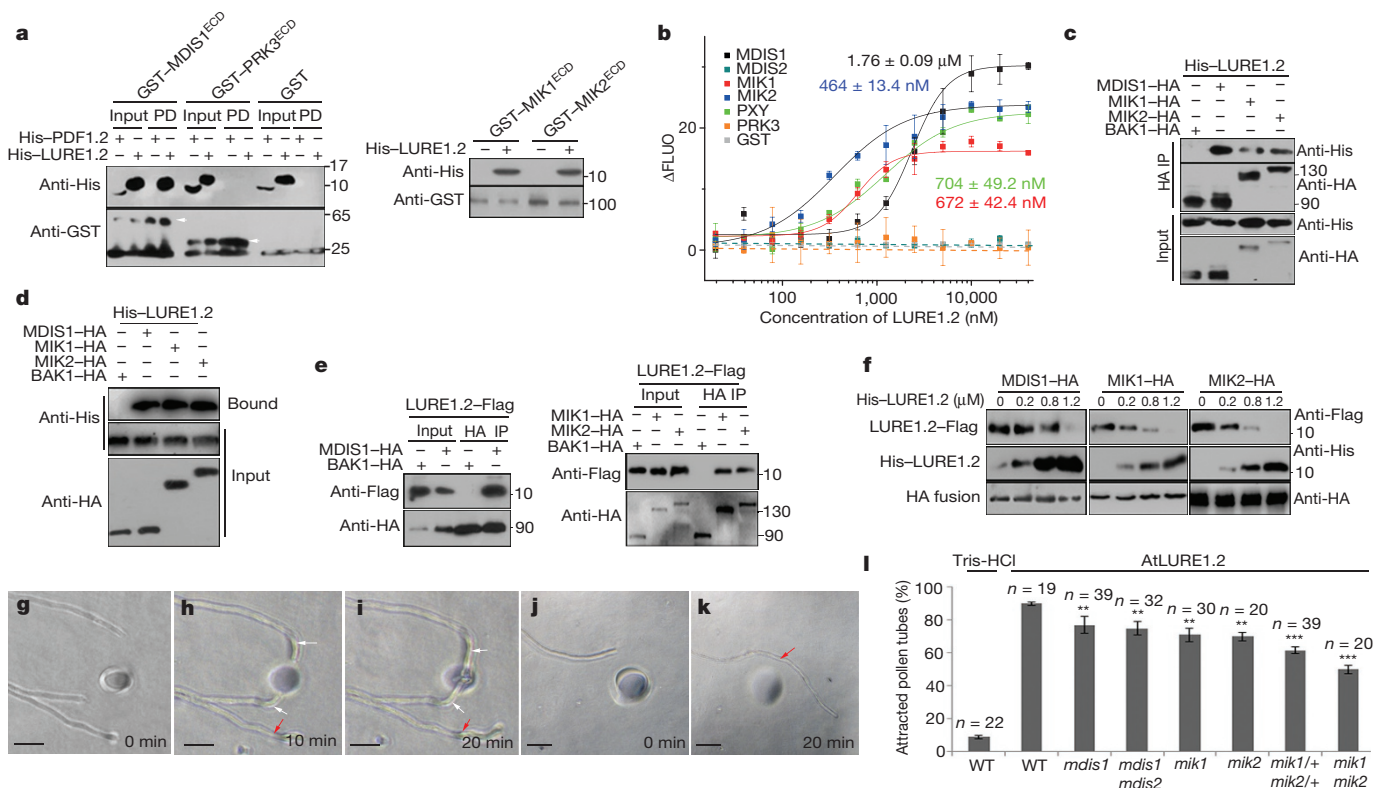 a
GST–MDIS1ECD
GST–PRK3ECD
GST
Input PD Input PD Input PD
His–PDF1.2 + – + – + – + – + – + –
His–LURE1.2 – + – + – + – + – + – +
Anti-His
17
10
Anti-GST
65
25
GST–MIK1ECD
GST–MIK2ECD
His–LURE1.2 – + – +
Anti-His
10
Anti-GST
100
b
MDIS1
MDIS2
MIK1
MIK2
PXY
PRK3
GST
1.76 ± 0.09 μM
464 ± 13.4 nM
704 ± 49.2 nM
672 ± 42.4 nM
ΔFLUO
20
0
100 1,000 10,000
Concentration of LURE1.2 (nM)
c
His–LURE1.2
MDIS1–HA – + – –
MIK1–HA – – + –
MIK2–HA – – – +
BAK1–HA + – – –
HA IP
Anti-His
130
Anti-HA
90
Input
Anti-His
Anti-HA
d
His–LURE1.2
MDIS1–HA – + – –
MIK1–HA – – + –
MIK2–HA – – – +
BAK1–HA + – – –
Anti-His
Bound
Input
Anti-HA
e
LURE1.2–Flag
Input HA IP
MDIS1–HA – + – +
BAK1–HA + – + –
Anti-Flag
10
Anti-HA
90
LURE1.2–Flag
Input HA IP
MIK1–HA – + – – + –
MIK2–HA – – + – – +
BAK1–HA + – – + – –
Anti-Flag
10
Anti-HA
130
90
f
MDIS1–HA MIK1–HA MIK2–HA
His–LURE1.2 (μM) 0 0.2 0.8 1.2 0 0.2 0.8 1.2 0 0.2 0.8 1.2
LURE1.2–Flag
Anti-Flag
10
His–LURE1.2
Anti-His
10
HA fusion
Anti-HA
g
0 min
h
10 min
i
20 min
j
0 min
k
20 min
l
Tris-HCl
AtLURE1.2
Attracted pollen tubes (%)
100
80
60
40
20
0
n = 22
n = 19
n = 39
**
n = 32
**
n = 30
**
n = 20
**
n = 39
***
n = 20
***
WT
WT
mdis1
mdis1
mdis2
mik1
mik2
mik1/+
mik2/+
mik1
mik2